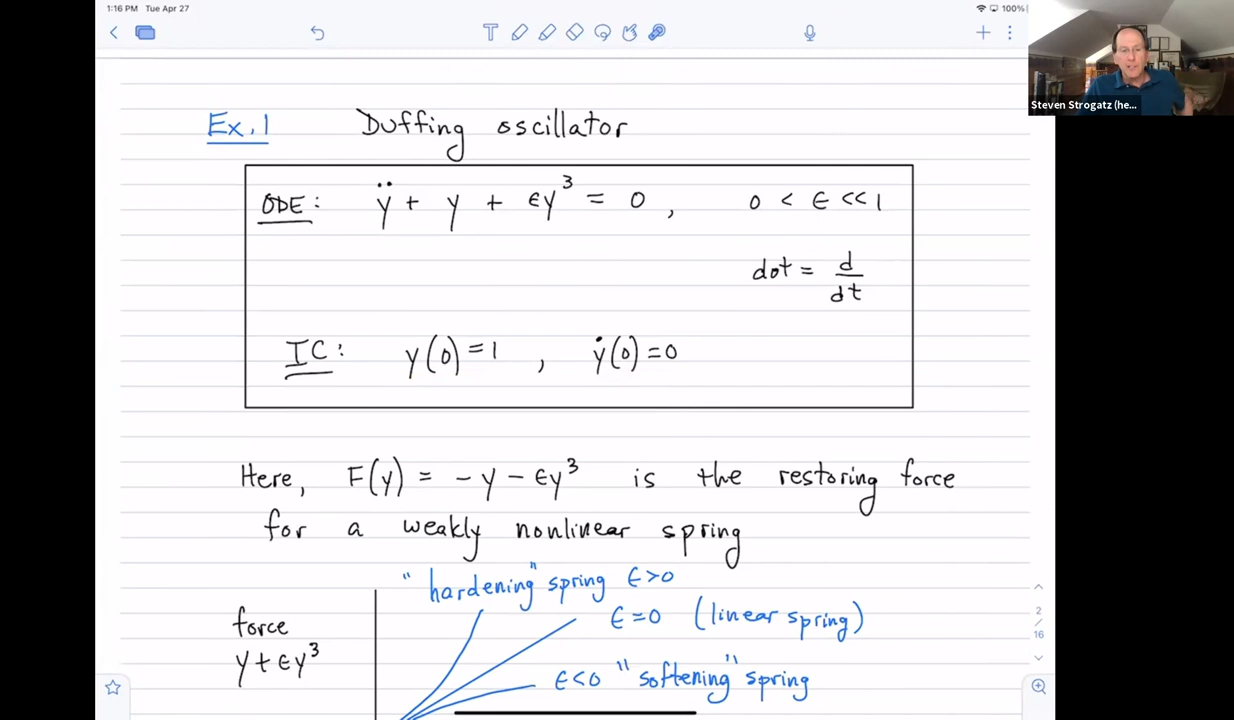 1:16 PM Tue Apr 27
100%
T
Steven Strogatz (he...
Ex. 1 Duffing oscillator
ODE: ÿ + y + ϵy³ = 0 , 0 < ϵ << 1
dot = d/dt
IC: y(0) = 1 , ẏ(0) = 0
Here, F(y) = - y - ϵy³ is the restoring force
for a weakly nonlinear spring
"hardening" spring ϵ>0
force
ϵ=0 (linear spring)
y + ϵy³
ϵ<0 "softening" spring
2
/
16